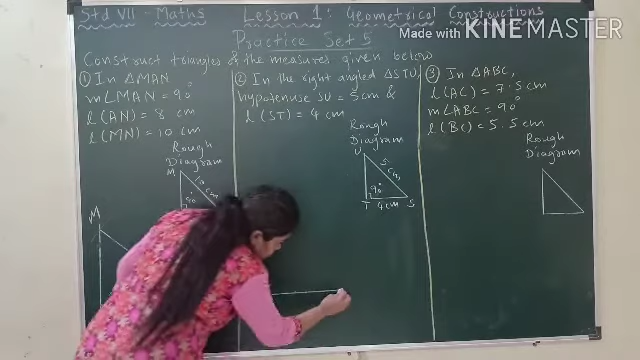 Std VII - Maths
Lesson 1: Geometrical Constructions
Made with KINEMASTER
Practice Set 5
Construct triangles of the measures given below
① In △MAN
m∠MAN = 90°
l(AN) = 8 cm
l(MN) = 10 cm
Rough
Diagram
M
10 cm
90°
M
② In the right angled △STU,
hypotenuse SU = 5 cm &
l(ST) = 4 cm
Rough
Diagram
U
5 cm
90°
T 4 cm S
③ In △ABC,
l(AC) = 7.5 cm
m∠ABC = 90°
l(BC) = 5.5 cm
Rough
Diagram